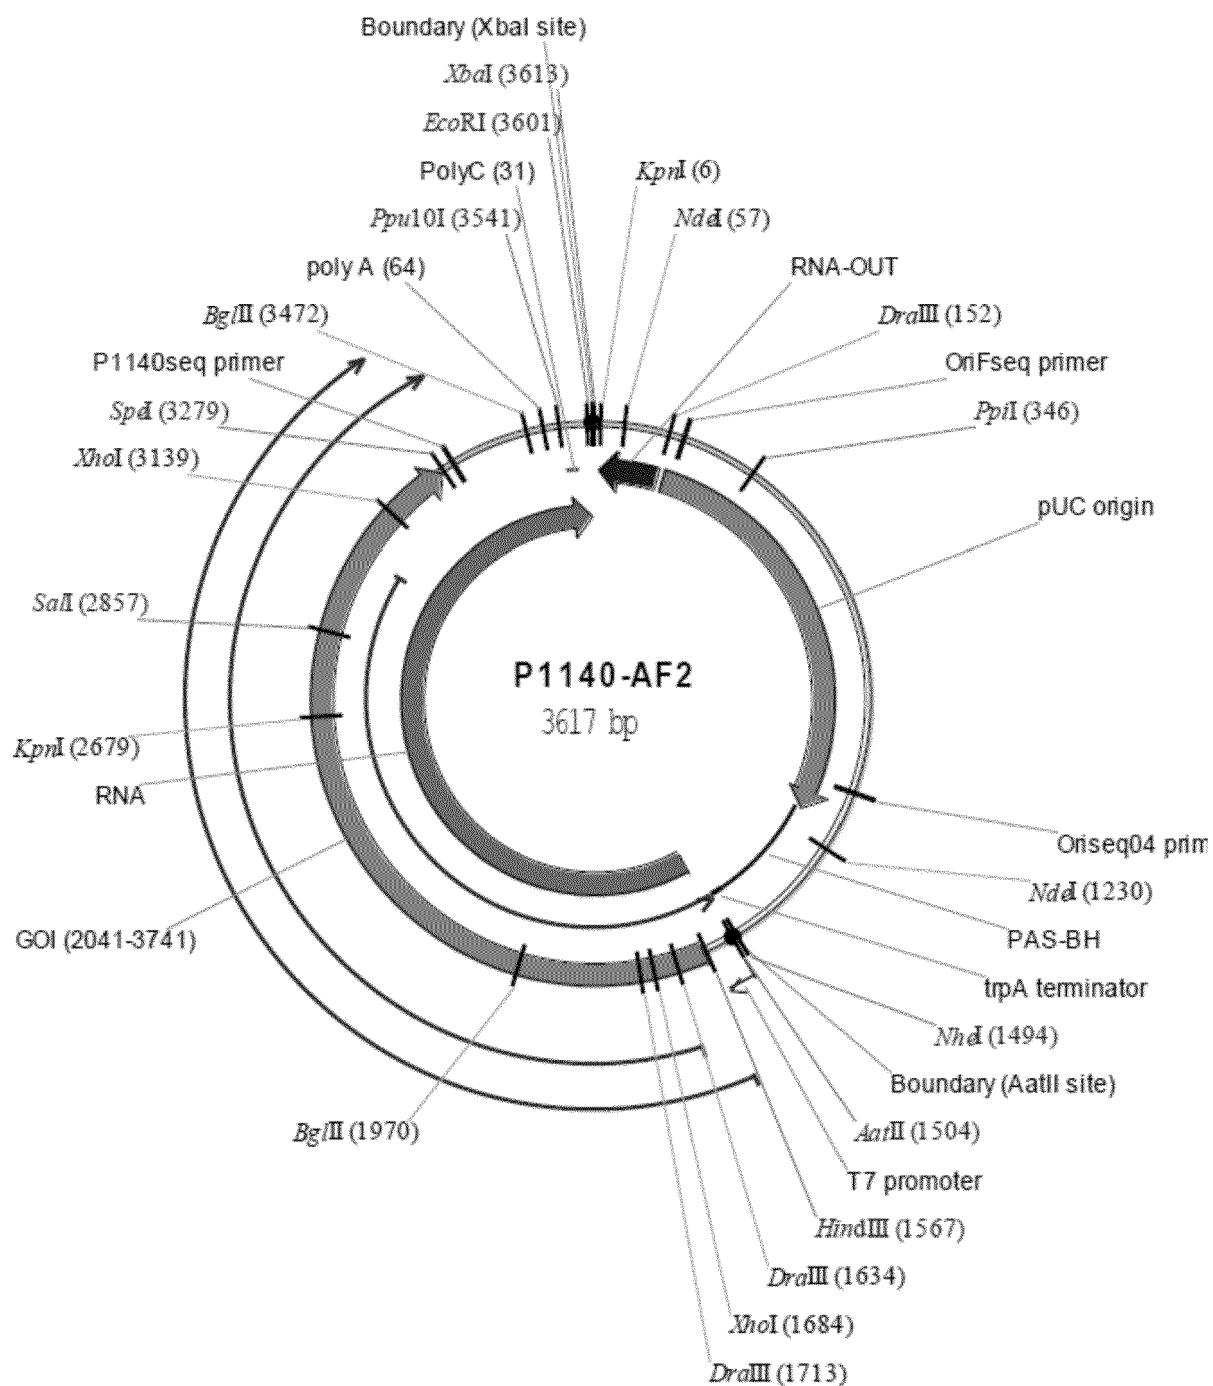 Boundary (XbaI site)
XbaI (3613)
EcoRI (3601)
PolyC (31)
KpnI (6)
Ppu10I (3541)
NdeI (57)
poly A (64)
RNA-OUT
BglII (3472)
DraIII (152)
P1140seq primer
OriFseq primer
SpeI (3279)
PpiI (346)
XhoI (3139)
pUC origin
SalI (2857)
P1140-AF2
3617 bp
KpnI (2679)
RNA
Oriseq04 prim
NdeI (1230)
GOI (2041-3741)
PAS-BH
trpA terminator
NheI (1494)
Boundary (AatII site)
BglII (1970)
AatII (1504)
T7 promoter
HindIII (1567)
DraIII (1634)
XhoI (1684)
DraIII (1713)